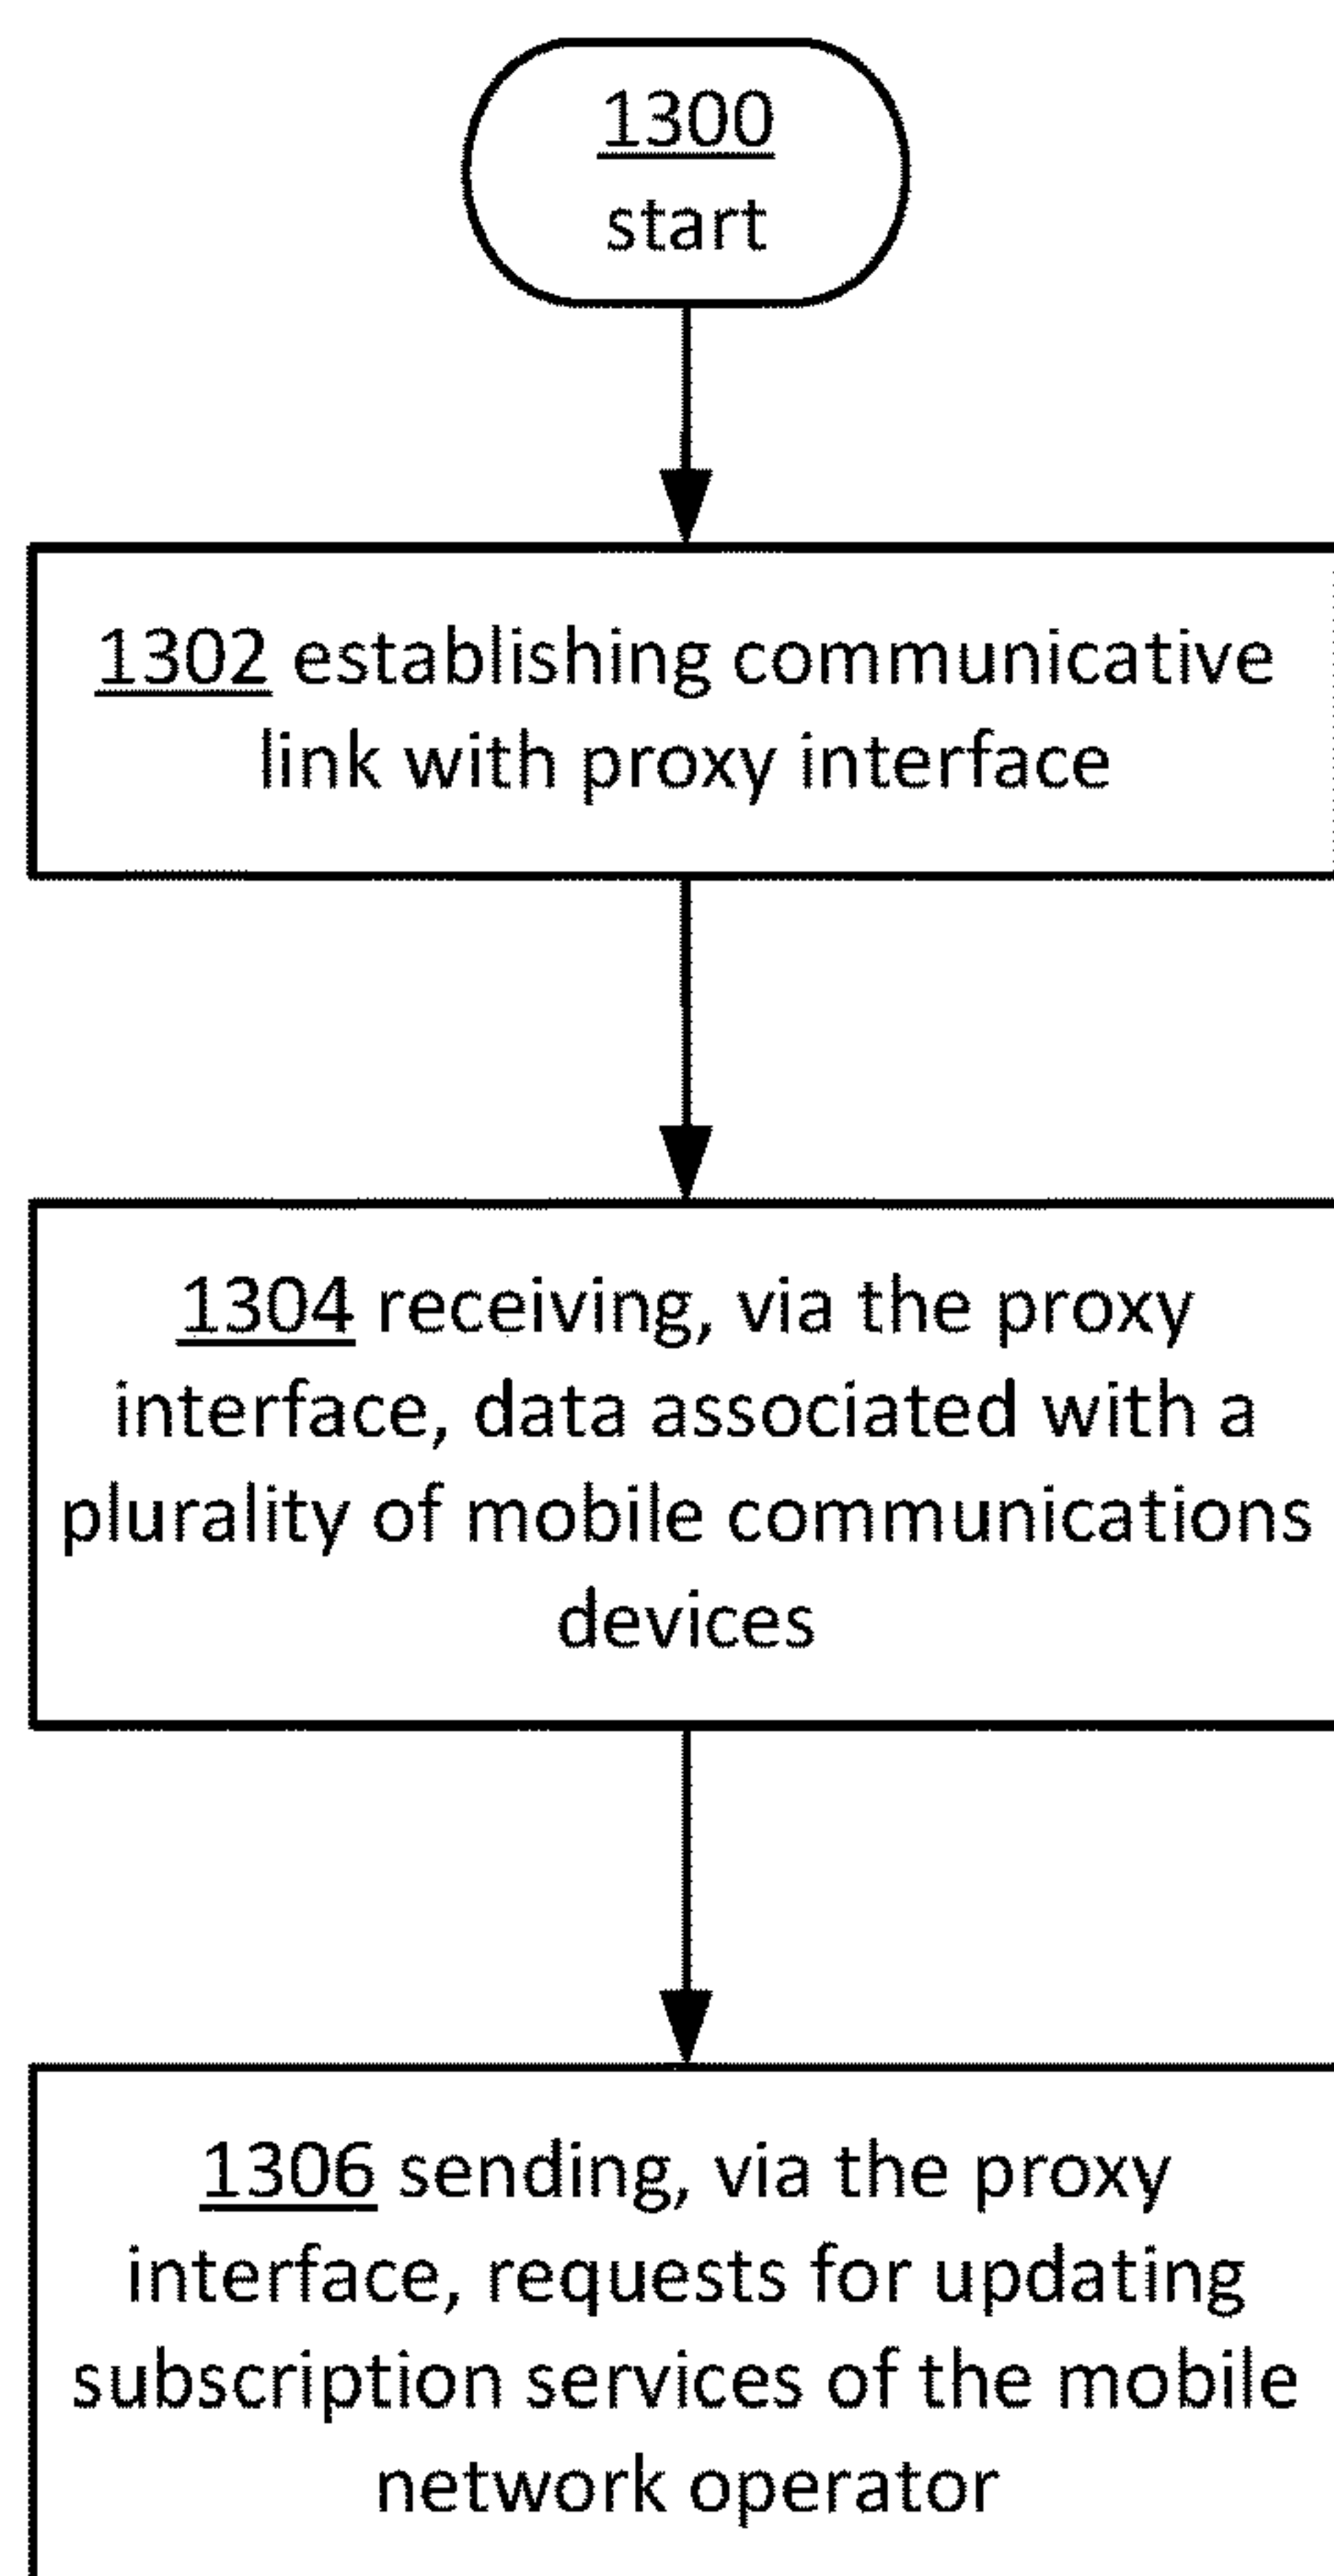 1300
start
1302 establishing communicative
link with proxy interface
1304 receiving, via the proxy
interface, data associated with a
plurality of mobile communications
devices
1306 sending, via the proxy
interface, requests for updating
subscription services of the mobile
network operator